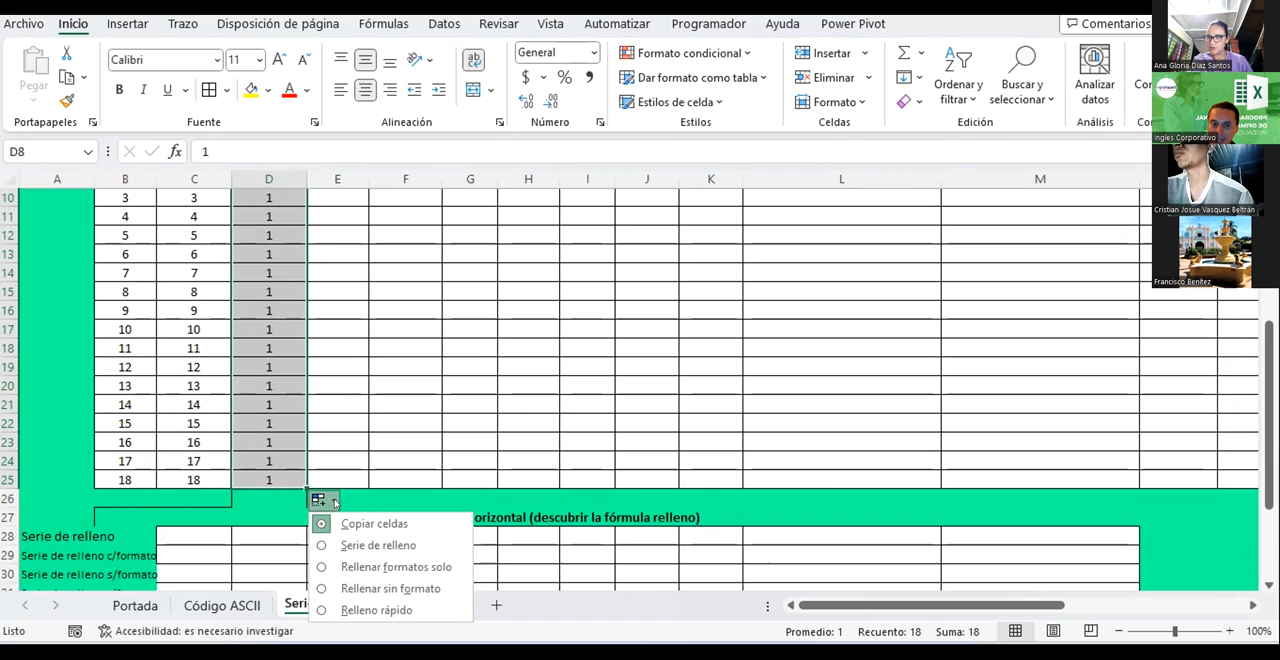 Archivo Inicio Insertar Trazo Disposición de página Fórmulas Datos Revisar Vista Automatizar Programador Ayuda Power Pivot Comentarios
Pegar
Portapapeles
Calibri 11
N K S
Fuente
Alineación
General
$ % 000
Número
Formato condicional
Dar formato como tabla
Estilos de celda
Estilos
Insertar
Eliminar
Formato
Celdas
Ordenar y filtrar
Buscar y seleccionar
Edición
Analizar datos
Análisis
Ana Gloria Diaz Santos
Ingles Corporativo
Cristian Josue Vasquez Beltrán
Francisco Benítez
D8 fx 1
A B C D E F G H I J K L M
10 3 3 1
11 4 4 1
12 5 5 1
13 6 6 1
14 7 7 1
15 8 8 1
16 9 9 1
17 10 10 1
18 11 11 1
19 12 12 1
20 13 13 1
21 14 14 1
22 15 15 1
23 16 16 1
24 17 17 1
25 18 18 1
26
27 orizontal (descubrir la fórmula relleno)
28 Serie de relleno
29 Serie de relleno c/formato
30 Serie de relleno s/formato
Copiar celdas
Serie de relleno
Rellenar formatos solo
Rellenar sin formato
Relleno rápido
Portada Código ASCII Serie
Listo Accesibilidad: es necesario investigar Promedio: 1 Recuento: 18 Suma: 18 100%